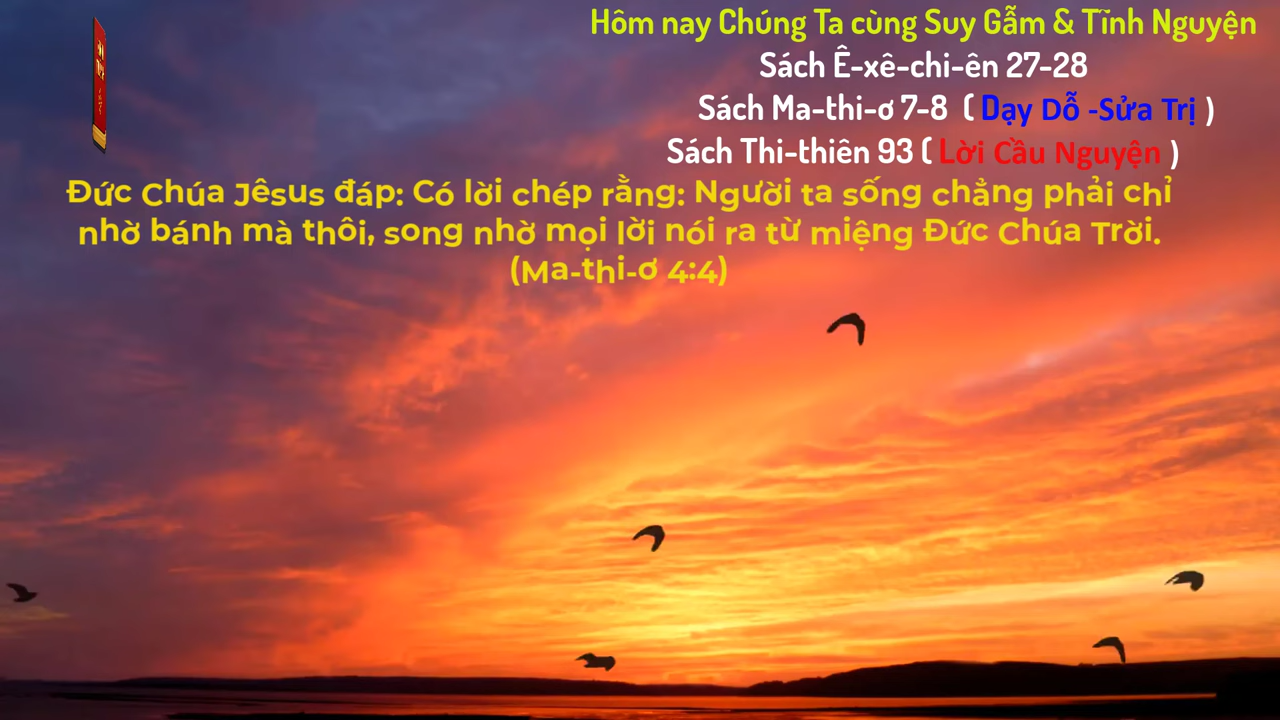 Hôm nay Chúng Ta cùng Suy Gẫm & Tĩnh Nguyện
Sách Ê-xê-chi-ên 27-28
Sách Ma-thi-ơ 7-8 ( Dạy Dỗ -Sửa Trị )
Sách Thi-thiên 93 ( Lời Cầu Nguyện )
Đức Chúa Jêsus đáp: Có lời chép rằng: Người ta sống chẳng phải chỉ
nhờ bánh mà thôi, song nhờ mọi lời nói ra từ miệng Đức Chúa Trời.
(Ma-thi-ơ 4:4)